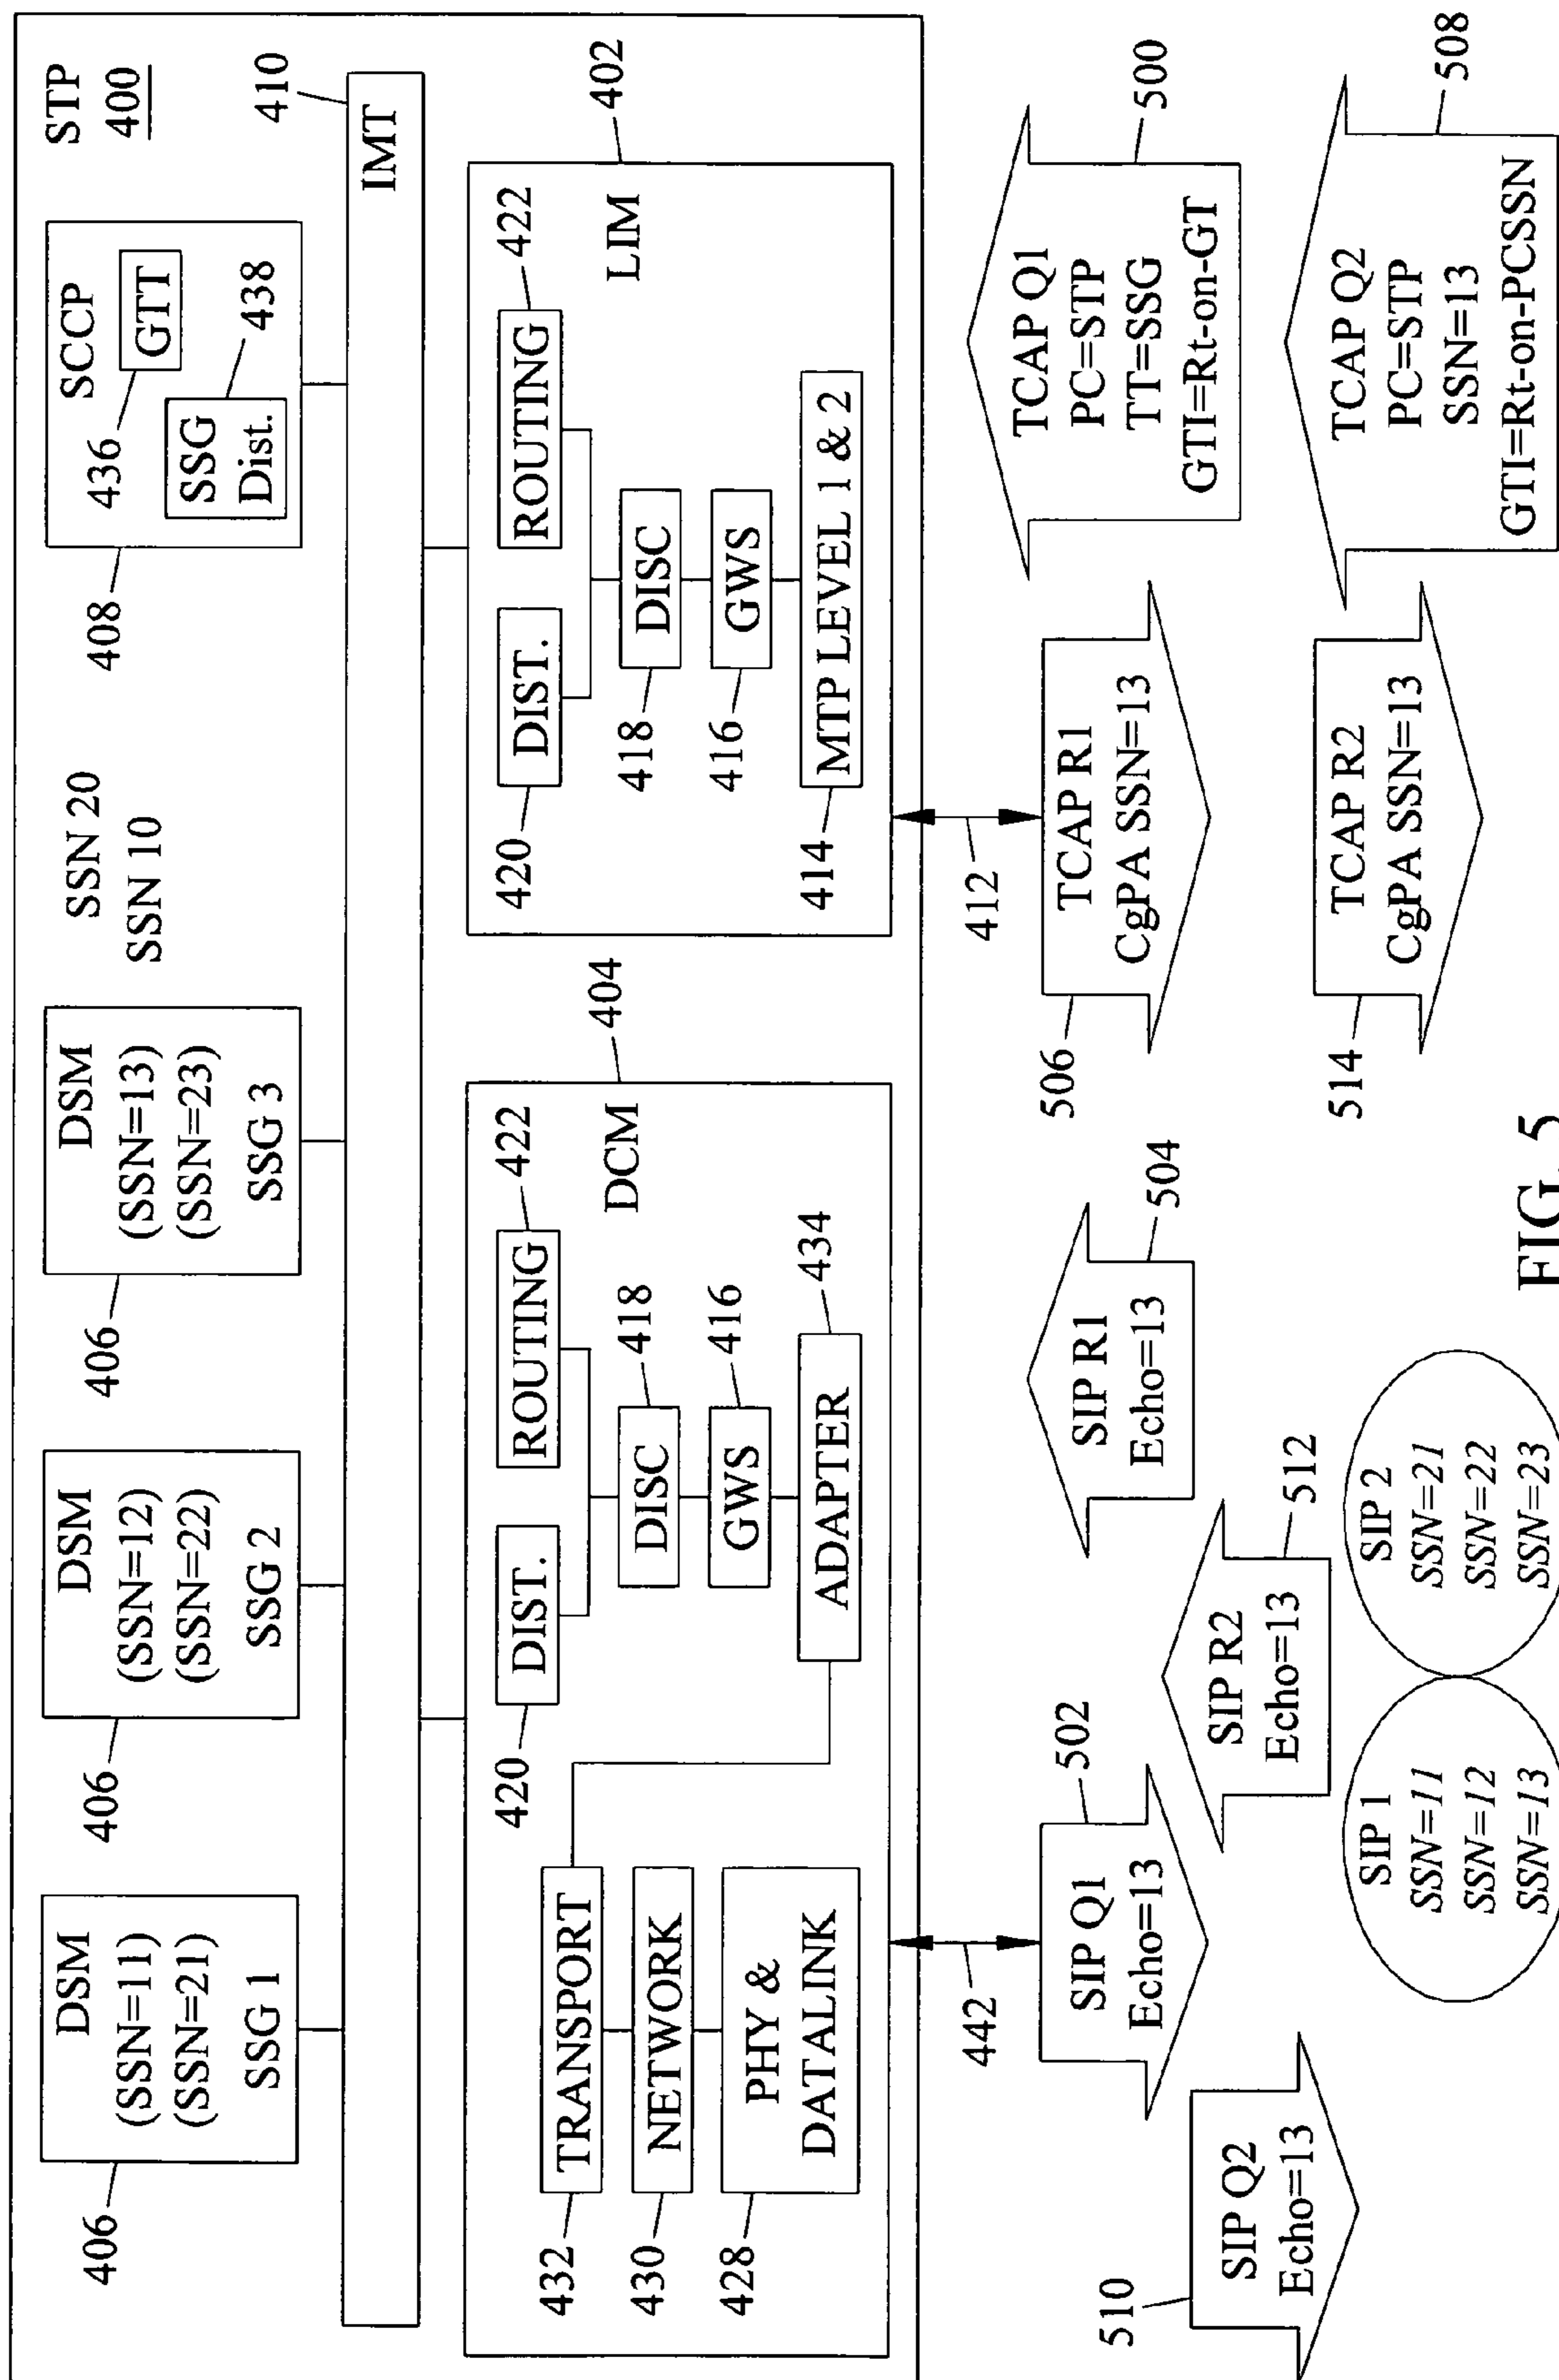 STP
400
410
IMT
SCCP
436
GTT
SSG
Dist.
438
408
SSN 20
SSN 10
DSM
(SSN=13)
(SSN=23)
SSG 3
406
DSM
(SSN=12)
(SSN=22)
SSG 2
406
DSM
(SSN=11)
(SSN=21)
SSG 1
406
404
DCM
TRANSPORT
432
NETWORK
430
PHY &
DATALINK
428
DIST.
420
ROUTING
422
DISC
418
GWS
416
ADAPTER
434
402
LIM
DIST.
420
ROUTING
422
DISC
418
GWS
416
MTP LEVEL 1 & 2
414
442
412
SIP Q2
Echo=13
510
SIP Q1
Echo=13
502
SIP R2
Echo=13
512
SIP R1
Echo=13
504
TCAP R1
CgPA SSN=13
506
TCAP Q1
PC=STP
TT=SSG
GTI=Rt-on-GT
500
TCAP R2
CgPA SSN=13
514
TCAP Q2
PC=STP
SSN=13
GTI=Rt-on-PCSSN
508
SIP 1
SSN=11
SSN=12
SSN=13
SIP 2
SSN=21
SSN=22
SSN=23
FIG. 5